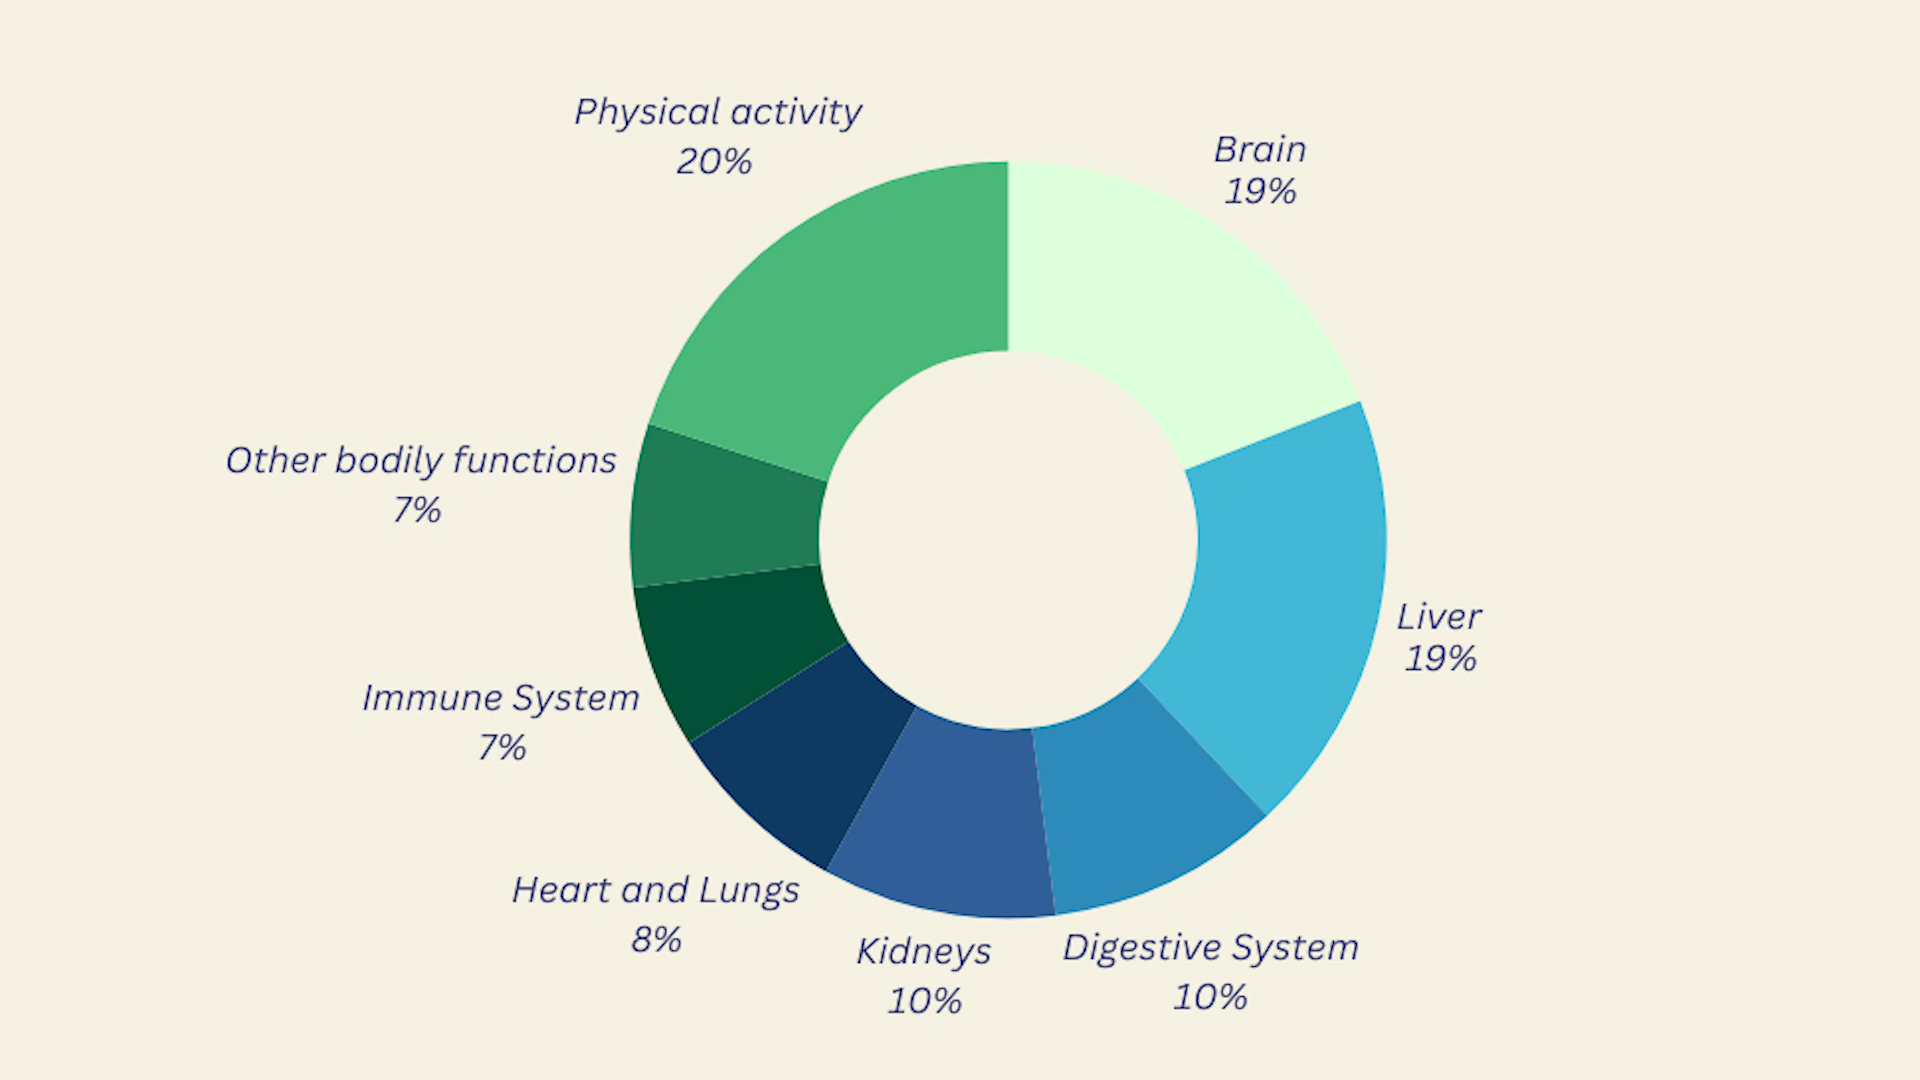 Physical activity
20%
Brain
19%
Other bodily functions
7%
Liver
19%
Immune System
7%
Heart and Lungs
8%
Kidneys
10%
Digestive System
10%